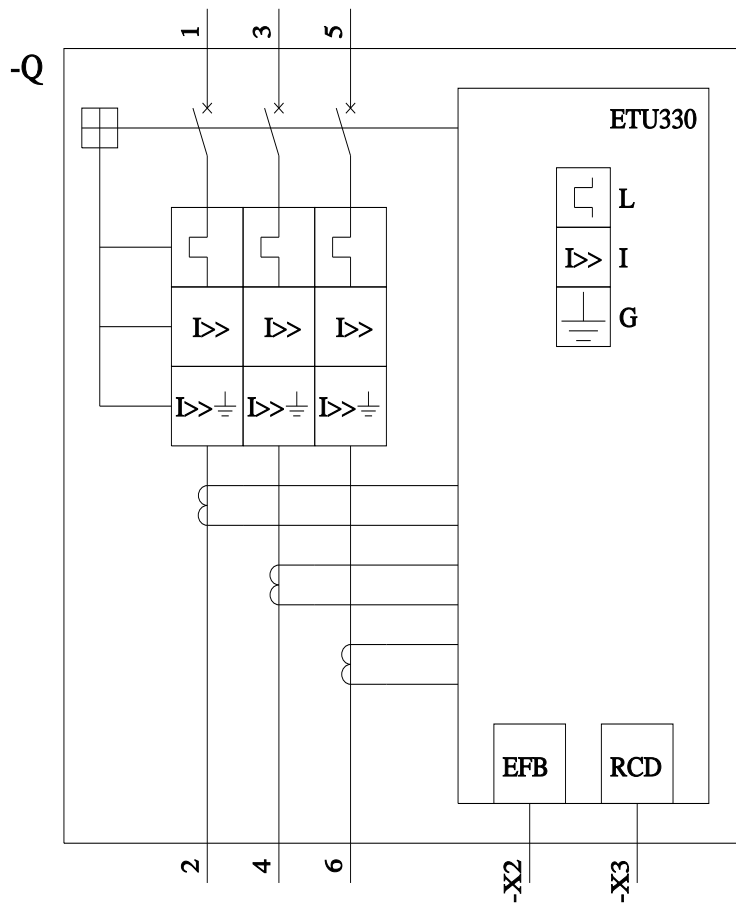 1 3 5
-Q
ETU330
L
I>> I
G
I>> I>> I>>
I>> I>> I>>
EFB RCD
2 4 6 -X2 -X3